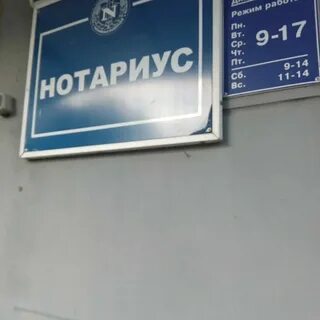 N
НОТАРИУС
Режим работы
Пн.
Вт.
Ср. 9-17
Чт.
Пт. 9-14
Сб. 11-14
Вс.